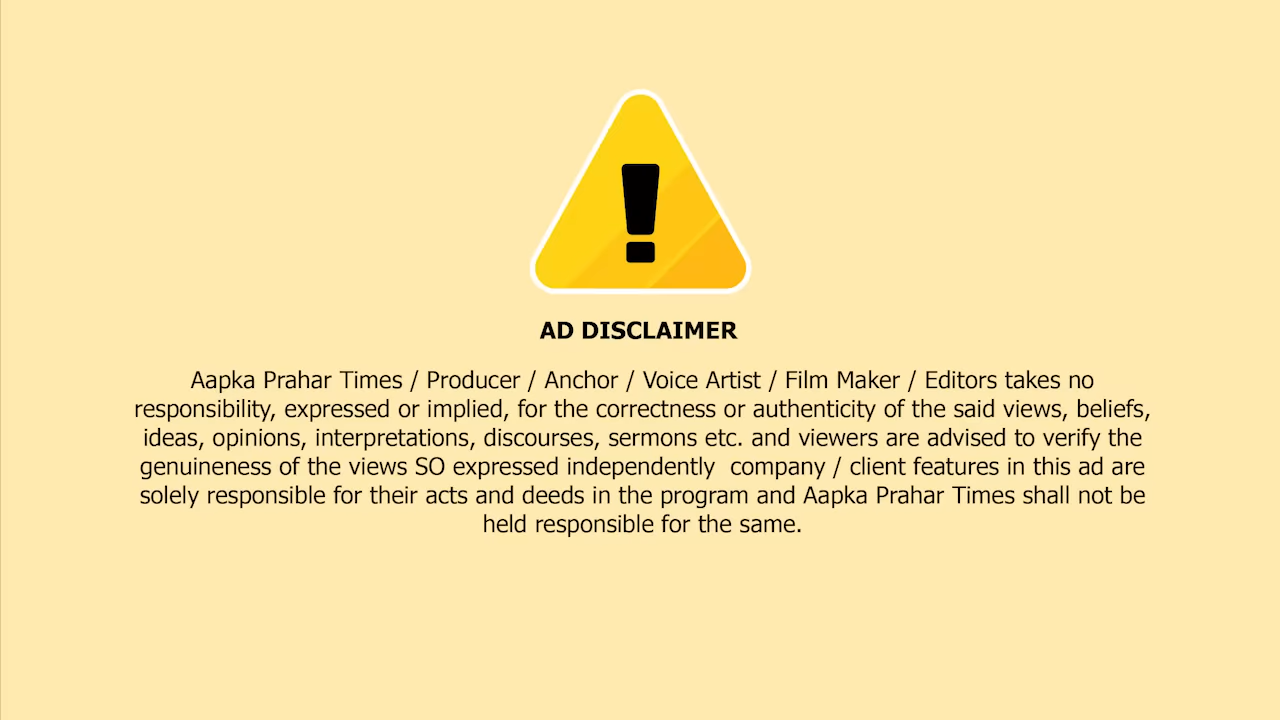 AD DISCLAIMER
Aapka Prahar Times / Producer / Anchor / Voice Artist / Film Maker / Editors takes no
responsibility, expressed or implied, for the correctness or authenticity of the said views, beliefs,
ideas, opinions, interpretations, discourses, sermons etc. and viewers are advised to verify the
genuineness of the views SO expressed independently  company / client features in this ad are
solely responsible for their acts and deeds in the program and Aapka Prahar Times shall not be
held responsible for the same.